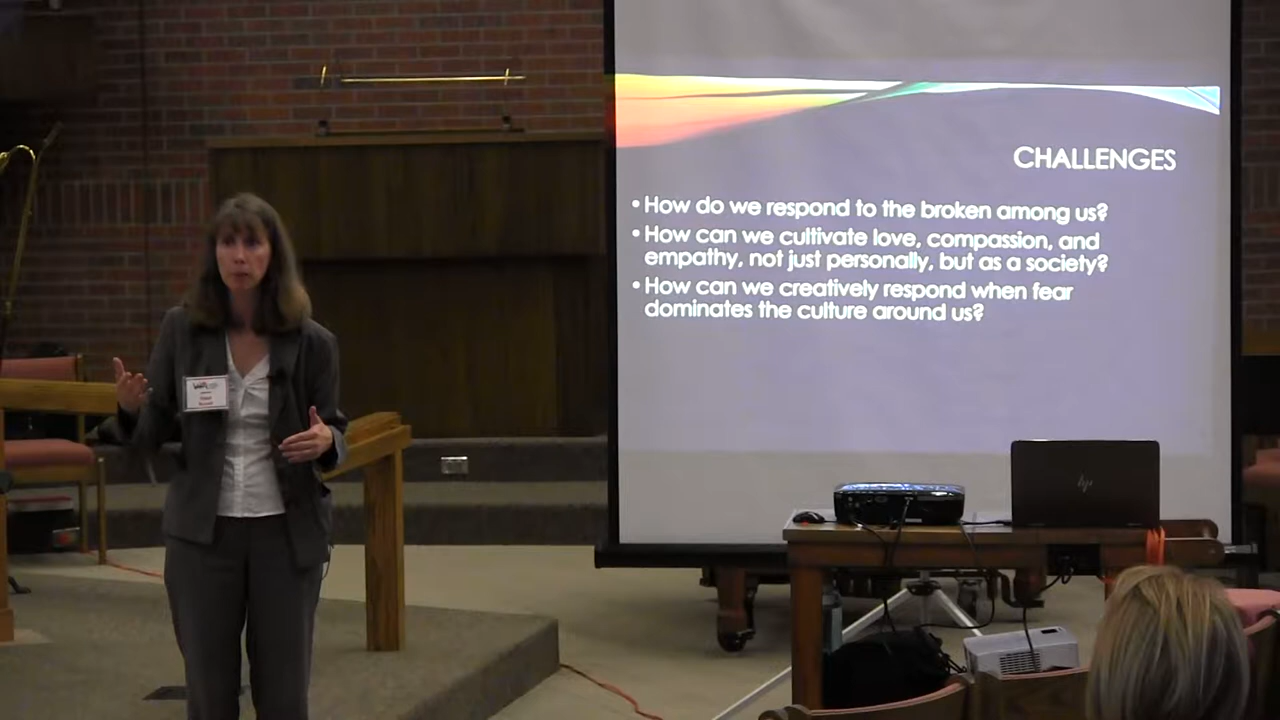 CHALLENGES
• How do we respond to the broken among us?
• How can we cultivate love, compassion, and
empathy, not just personally, but as a society?
• How can we creatively respond when fear
dominates the culture around us?
hp